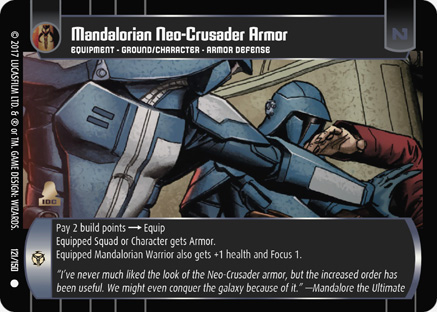 Mandalorian Neo-Crusader Armor
EQUIPMENT - GROUND/CHARACTER - ARMOR DEFENSE
N
© 2017 LUCASFILM LTD. & ® or TM. GAME DESIGN: WIZARDS.
IDC
121/150
Pay 2 build points → Equip
Equipped Squad or Character gets Armor.
Equipped Mandalorian Warrior also gets +1 health and Focus 1.
"I've never much liked the look of the Neo-Crusader armor, but the increased order has
been useful. We might even conquer the galaxy because of it." —Mandalore the Ultimate